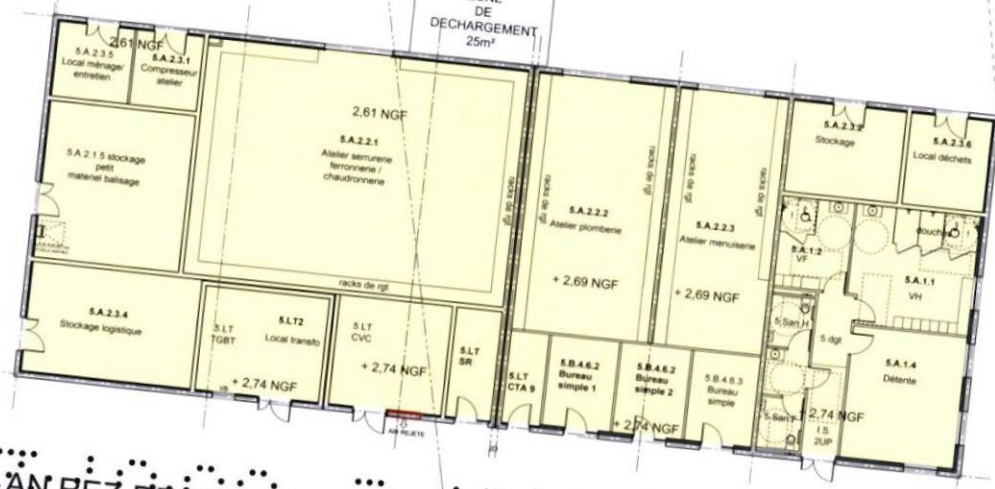 DE
DECHARGEMENT
25m²
2,61 NGF
5.A.2.3.5
Local ménage/
entretien
5.A.2.3.1
Compresseur
atelier
2,61 NGF
5.A.2.2.1
Atelier serrurerie
ferronnerie /
chaudronnerie
racks de rgt
racks de rgt
5.A.2.1.5 stockage
petit
materiel balisage
5.A.2.3.4
Stockage logistique
5.LT
TGBT
5.LT2
Local transfo
+ 2,74 NGF
5.LT
CVC
+ 2,74 NGF
AIR REJETE
5.LT
SR
racks de rgt
5.A.2.2.2
Atelier plomberie
+ 2,69 NGF
racks de rgt
racks de rgt
racks de rgt
5.A.2.2.3
Atelier menuiserie
+ 2,69 NGF
5.LT
CTA 9
5.B.4.6.2
Bureau
simple 1
5.B.4.6.2
Bureau
simple 2
+ 2,74 NGF
5.B.4.6.3
Bureau
simple
5.A.2.3.2
Stockage
5.A.2.3.6
Local déchets
5.A.1.2
VF
douches
5.A.1.1
VH
5.San.H
5.dgt
5.A.1.4
Détente
5.San.F
2,74 NGF
I.S.
2UP